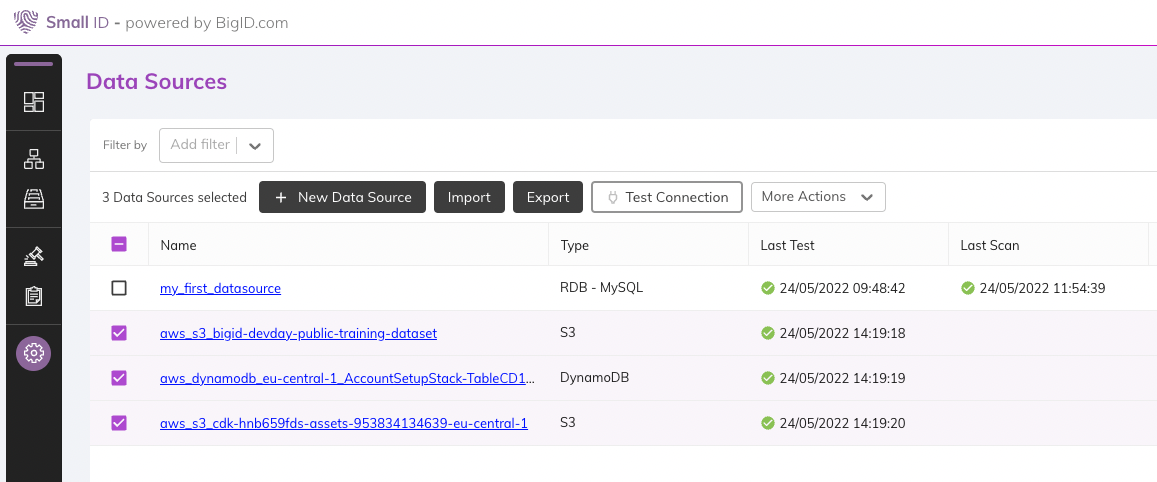 Small ID - powered by BigID.com
Data Sources
Filter by Add filter
3 Data Sources selected + New Data Source Import Export Test Connection More Actions
Name Type Last Test Last Scan
my_first_datasource RDB - MySQL 24/05/2022 09:48:42 24/05/2022 11:54:39
aws_s3_bigid-devday-public-training-dataset S3 24/05/2022 14:19:18
aws_dynamodb_eu-central-1_AccountSetupStack-TableCD1... DynamoDB 24/05/2022 14:19:19
aws_s3_cdk-hnb659fds-assets-953834134639-eu-central-1 S3 24/05/2022 14:19:20